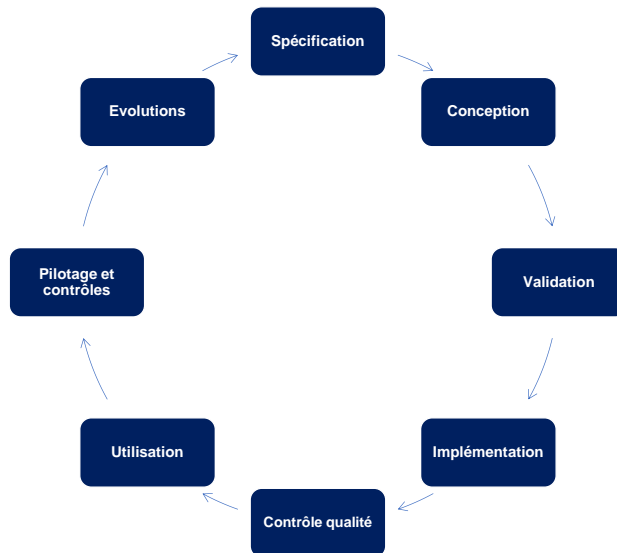 Spécification
Conception
Validation
Implémentation
Contrôle qualité
Utilisation
Pilotage et
contrôles
Evolutions